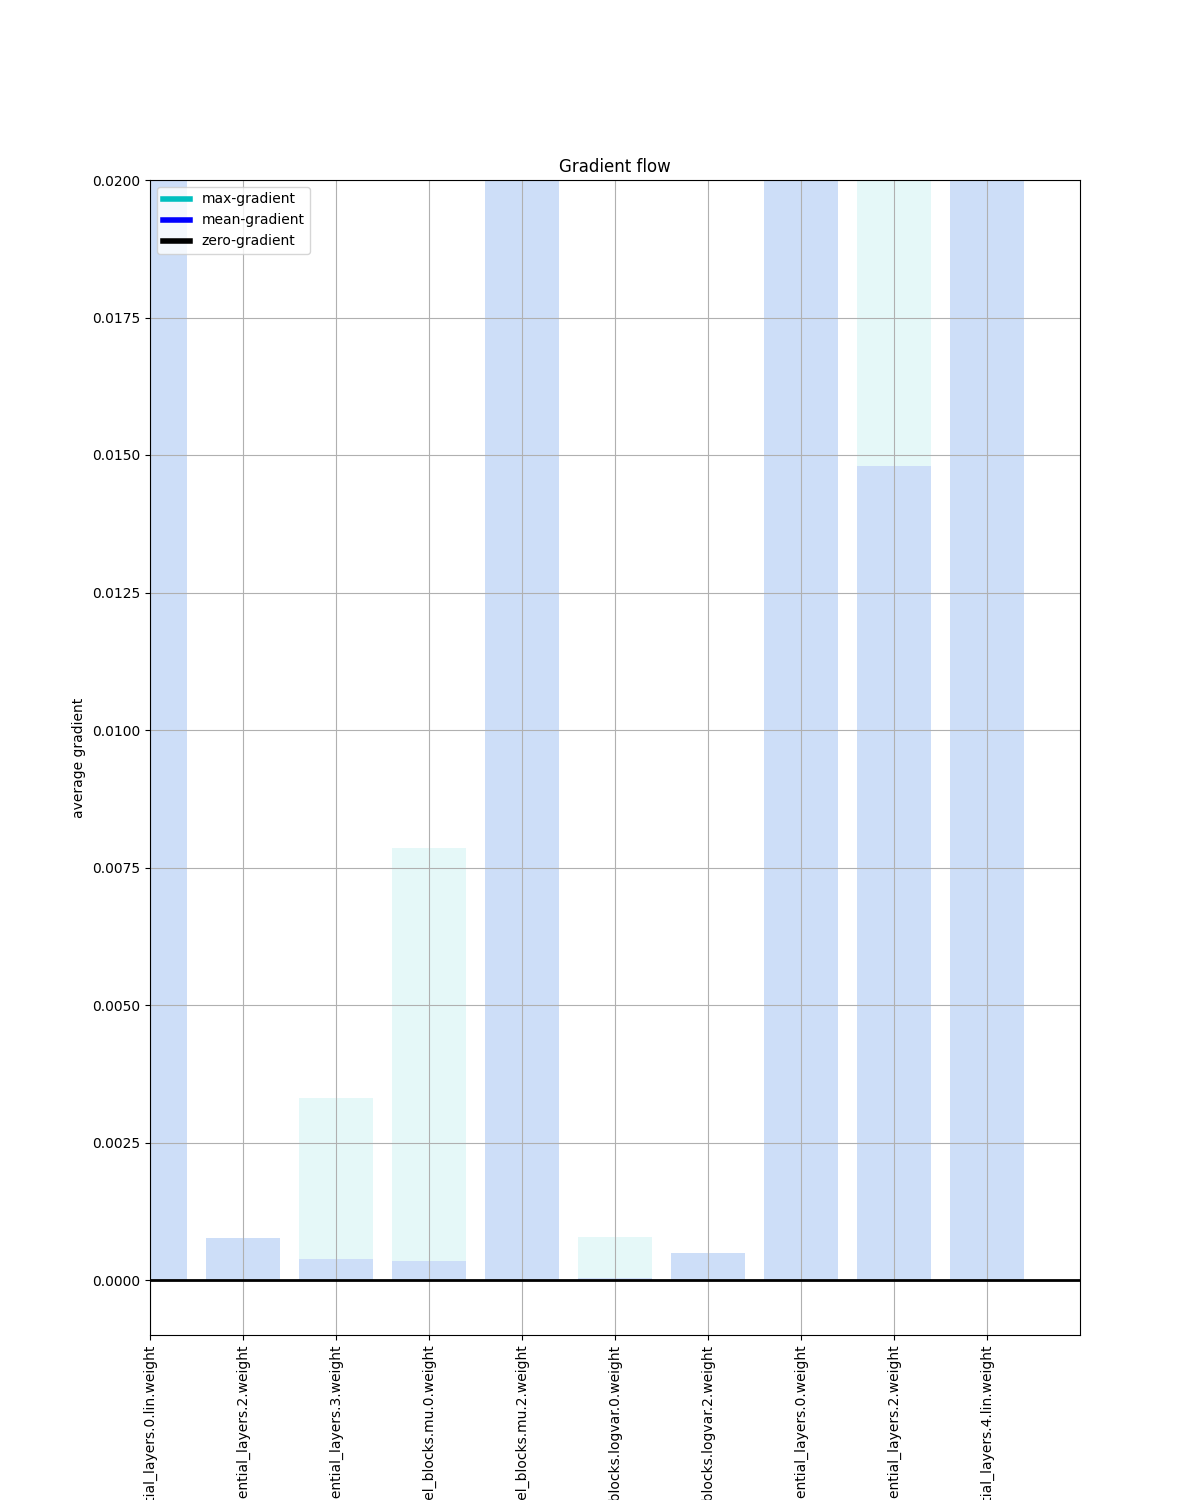 Gradient flow
max-gradient
mean-gradient
zero-gradient
0.0200
0.0175
0.0150
0.0125
0.0100
0.0075
0.0050
0.0025
0.0000
average gradient
tial_layers.0.lin.weight
ential_layers.2.weight
ential_layers.3.weight
el_blocks.mu.0.weight
el_blocks.mu.2.weight
blocks.logvar.0.weight
blocks.logvar.2.weight
ential_layers.0.weight
ential_layers.2.weight
tial_layers.4.lin.weight